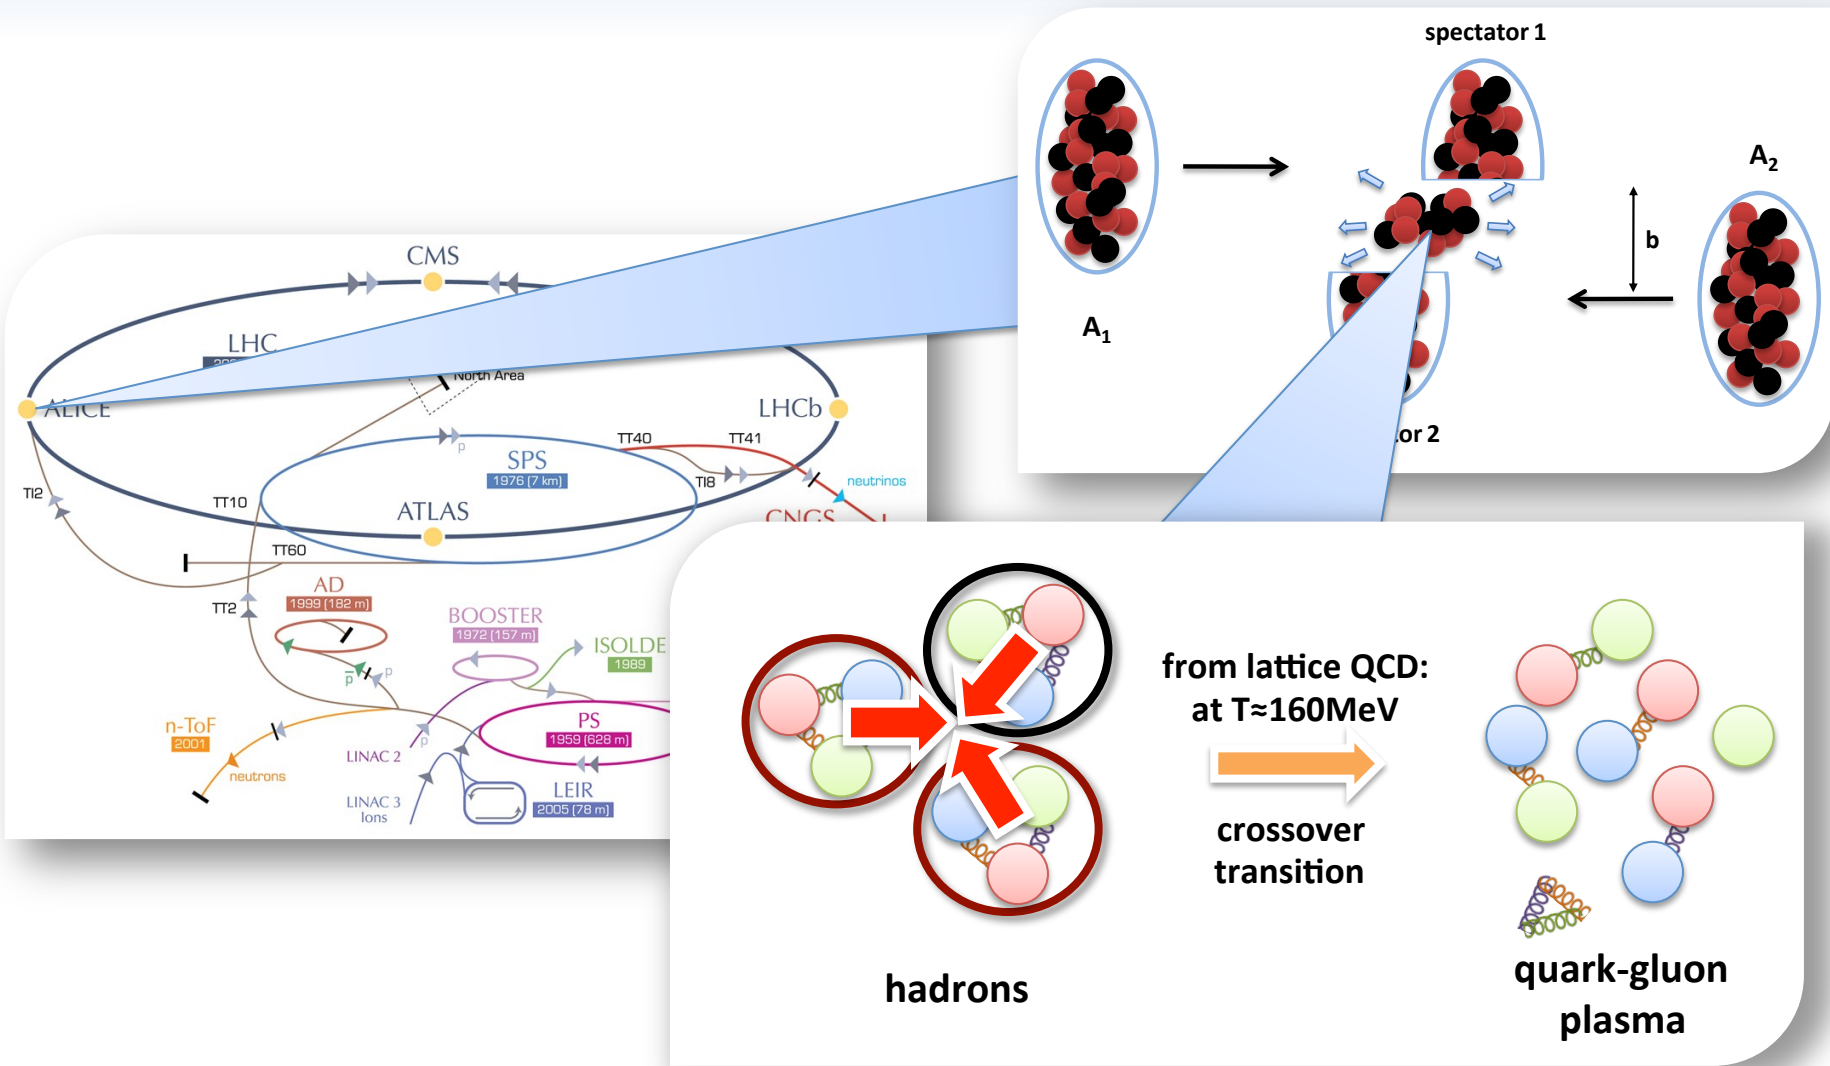 spectator 1
A2
b
A1
or 2
CMS
LHC
North Area
ALICE
LHCb
TT40
TT41
p
SPS
1976 (7 km)
TI8
neutrinos
TI2
TT10
ATLAS
CNGS
TT60
AD
1999 (182 m)
TT2
BOOSTER
1972 (157 m)
ISOLDE
1989
p
p
n-ToF
2001
neutrons
LINAC 2
p
PS
1959 (628 m)
LINAC 3
Ions
LEIR
2005 (78 m)
from lattice QCD:
at T≈160MeV
crossover
transition
hadrons
quark-gluon
plasma